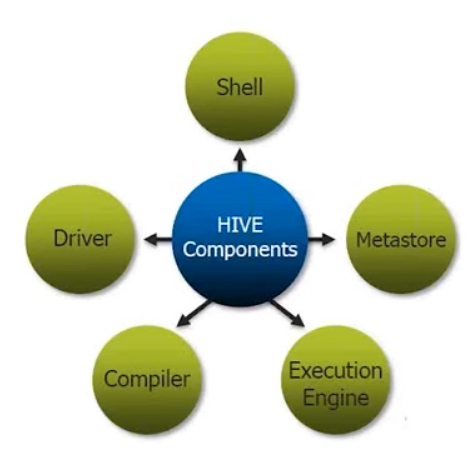 Shell
HIVE
Components
Driver
Metastore
Compiler
Execution
Engine